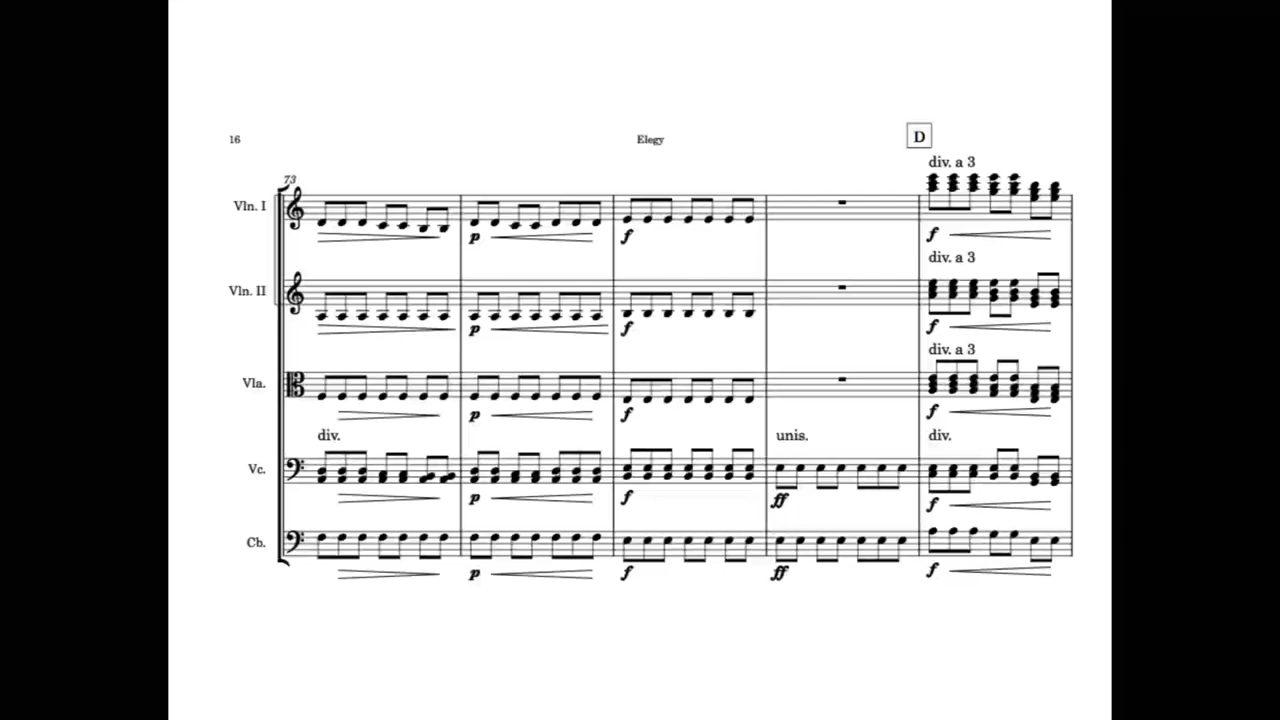 16
Elegy
D
73
div. a 3
Vln. I
p
f
f
div. a 3
Vln. II
p
f
f
div. a 3
Vla.
p
f
f
div.
unis.
div.
Vc.
p
f
ff
f
Cb.
p
f
ff
f